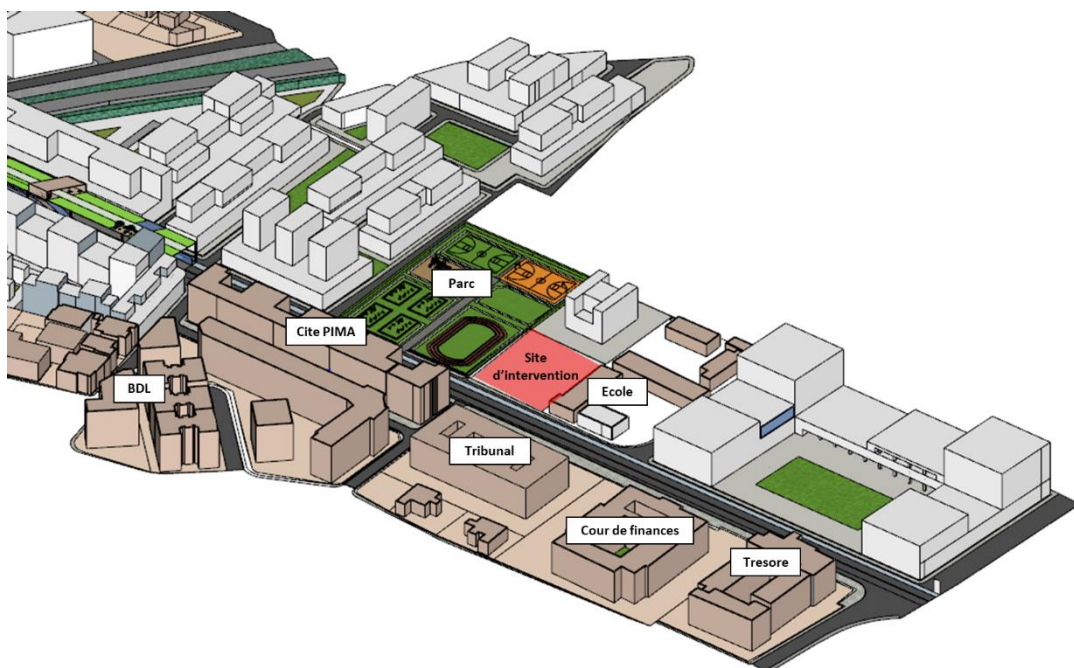 Parc
Cite PIMA
Site
d'intervention
BDL
Ecole
Tribunal
Cour de finances
Tresore